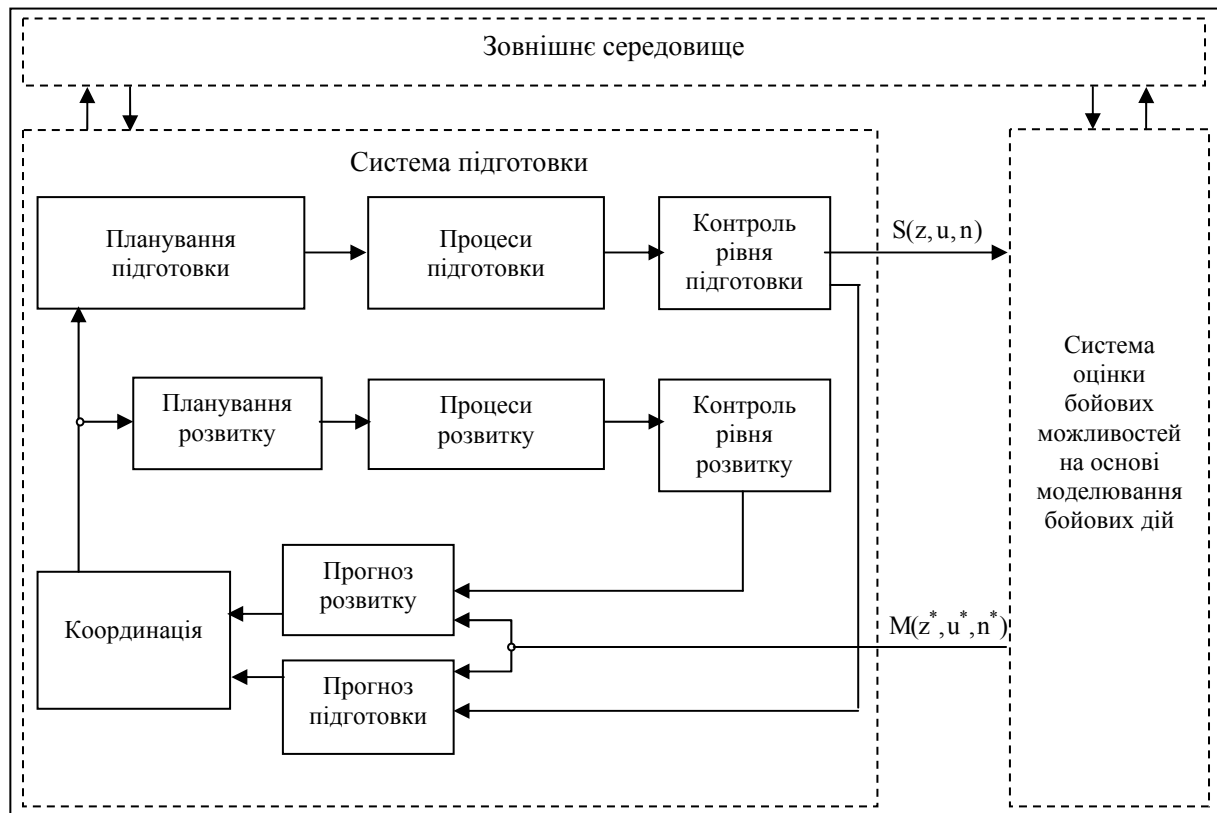 Зовнішнє середовище
Система підготовки
Планування
підготовки
Процеси
підготовки
Контроль
рівня
підготовки
S(z,u,n)
Планування
розвитку
Процеси
розвитку
Контроль
рівня
розвитку
Система
оцінки
бойових
можливостей
на основі
моделювання
бойових дій
Координація
Прогноз
розвитку
Прогноз
підготовки
M(z*,u*,n*)